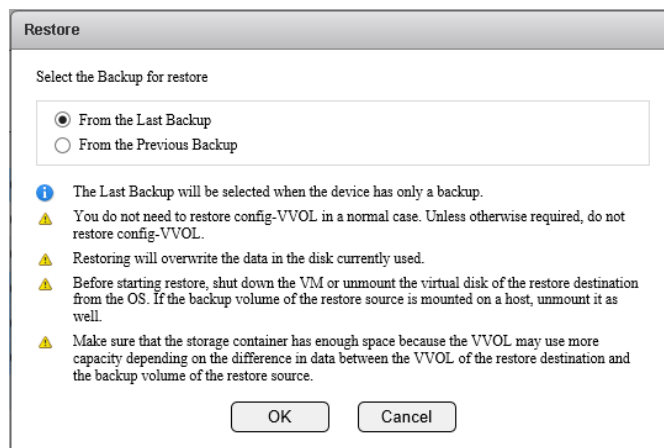 Restore
Select the Backup for restore
From the Last Backup
From the Previous Backup
The Last Backup will be selected when the device has only a backup.
You do not need to restore config-VVOL in a normal case. Unless otherwise required, do not
restore config-VVOL.
Restoring will overwrite the data in the disk currently used.
Before starting restore, shut down the VM or unmount the virtual disk of the restore destination
from the OS. If the backup volume of the restore source is mounted on a host, unmount it as
well.
Make sure that the storage container has enough space because the VVOL may use more
capacity depending on the difference in data between the VVOL of the restore destination and
the backup volume of the restore source.
OK Cancel